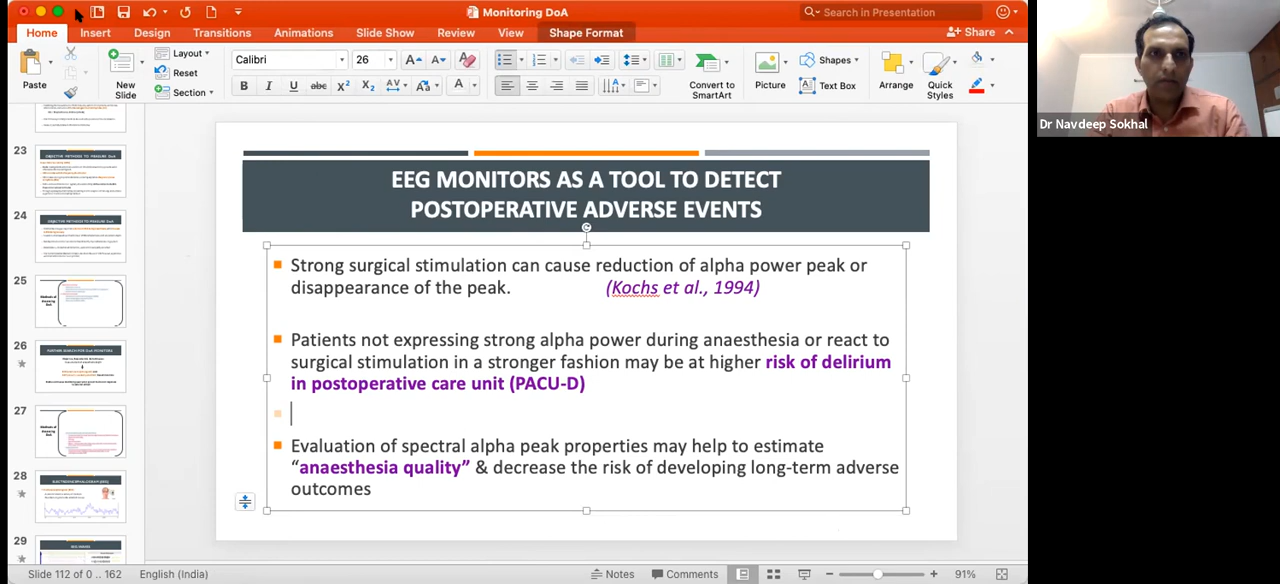 Monitoring DoA
Search in Presentation
Home Insert Design Transitions Animations Slide Show Review View Shape Format Share
Paste
New
Slide
Layout
Reset
Section
Calibri 26
Convert to
SmartArt
Picture
Shapes
Text Box
Arrange
Quick
Styles
Dr Navdeep Sokhal
23
24
25
26
27
28
29
EEG MONITORS AS A TOOL TO DETECT
POSTOPERATIVE ADVERSE EVENTS
Strong surgical stimulation can cause reduction of alpha power peak or
disappearance of the peak. (Kochs et al., 1994)
Patients not expressing strong alpha power during anaesthesia or react to
surgical stimulation in a stronger fashion may be at higher risk of delirium
in postoperative care unit (PACU-D)
Evaluation of spectral alpha peak properties may help to estimate
“anaesthesia quality” & decrease the risk of developing long-term adverse
outcomes
Slide 112 of 0 .. 162 English (India) Notes Comments 91%